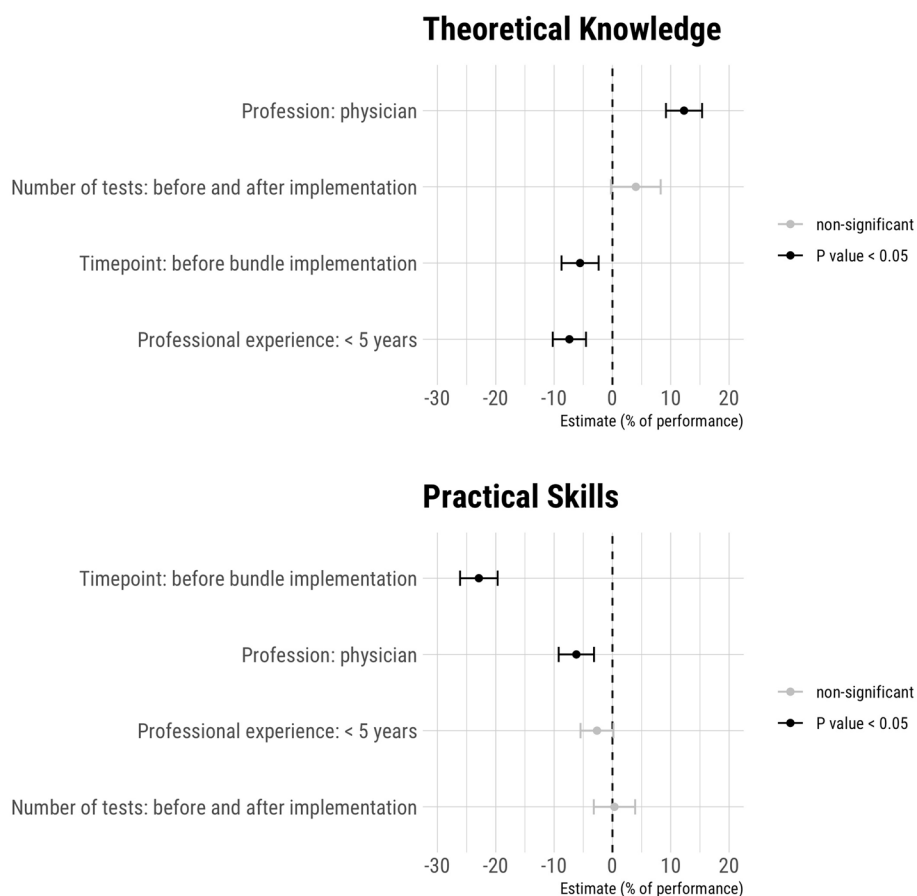 Theoretical Knowledge
Profession: physician
Number of tests: before and after implementation
Timepoint: before bundle implementation
Professional experience: < 5 years
-30 -20 -10 0 10 20
Estimate (% of performance)
non-significant
P value < 0.05
Practical Skills
Timepoint: before bundle implementation
Profession: physician
Professional experience: < 5 years
Number of tests: before and after implementation
-30 -20 -10 0 10 20
Estimate (% of performance)
non-significant
P value < 0.05